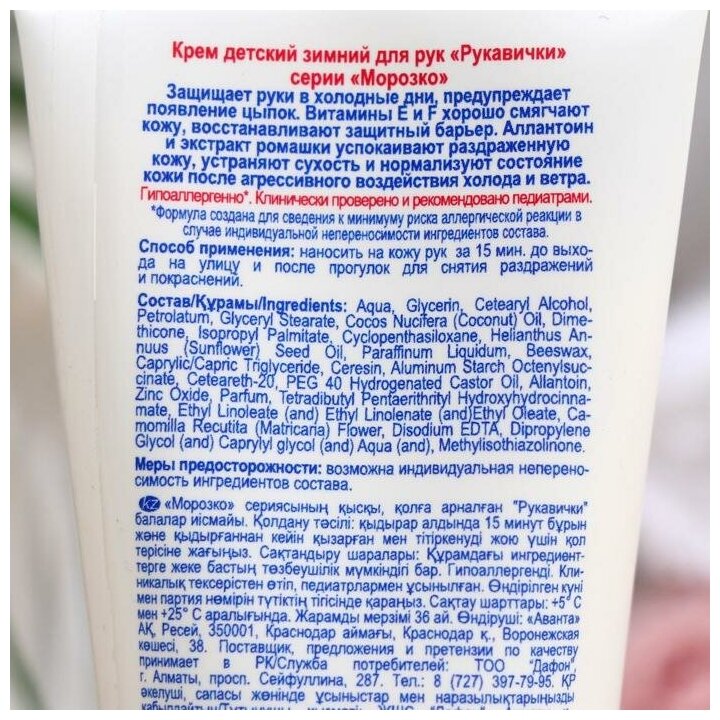 Крем детский зимний для рук «Рукавички»
серии «Морозко»
Защищает руки в холодные дни, предупреждает
появление цыпок. Витамины Е и F хорошо смягчают
кожу, восстанавливают защитный барьер. Аллантоин
и экстракт ромашки успокаивают раздраженную
кожу, устраняют сухость и нормализуют состояние
кожи после агрессивного воздействия холода и ветра.
Гипоаллергенно*. Клинически проверено и рекомендовано педиатрами.
*Формула создана для сведения к минимуму риска аллергической реакции в
случае индивидуальной непереносимости ингредиентов состава.
Способ применения: наносить на кожу рук за 15 мин. до выхо-
да на улицу и после прогулок для снятия раздражений
и покраснений.
Состав/Құрамы/Ingredients: Aqua, Glycerin, Cetearyl Alcohol,
Petrolatum, Glyceryl Stearate, Cocos Nucifera (Coconut) Oil, Dime-
thicone, Isopropyl Palmitate, Cyclopenthasiloxane, Helianthus An-
nuus (Sunflower) Seed Oil, Paraffinum Liquidum, Beeswax,
Caprylic/Capric Triglyceride, Ceresin, Aluminum Starch Octenylsuc-
cinate, Ceteareth-20, PEG 40 Hydrogenated Castor Oil, Allantoin,
Zinc Oxide, Parfum, Tetradibutyl Pentaerithrityl Hydroxyhydrocinna-
mate, Ethyl Linoleate (and) Ethyl Linolenate (and)Ethyl Oleate, Ca-
momilla Recutita (Matricaria) Flower, Disodium EDTA, Dipropylene
Glycol (and) Caprylyl glycol (and) Aqua (and), Methylisothiazolinone.
Меры предосторожности: возможна индивидуальная неперено-
симость ингредиентов состава.
KZ «Морозко» сериясының қысқы, қолға арналған "Рукавички"
балалар иісмайы. Қолдану тәсілі: қыдырар алдында 15 минут бұрын
және қыдырғаннан кейін қызарған мен тітіркенуді жою үшін қол
терісіне жағыңыз. Сақтандыру шаралары: Құрамдағы ингредиент-
терге жеке бастың төзбеушілік мүмкіндігі бар. Гипоаллергенді. Кли-
никалық тексерістен өтіп, педиатрлармен ұсынылған. Өндірілген күні
мен партия нөмірін түтіктің тігісінде қараңыз. Сақтау шарттары: +5° С
мен +25° С аралығында. Жарамды мерзімі 36 ай. Өндіруші: «Аванта»
АҚ, Ресей, 350001, Краснодар аймағы, Краснодар қ., Воронежская
көшесі, 38. Поставщик, предложения и претензии по качеству
принимает в РК/Служба потребителей: ТОО "Дафон",
г. Алматы, просп. Сейфуллина, 287. Тел.: 8 (727) 397-79-95. ҚР
әкелуші, сапасы жөнінде ұсыныстар мен наразылықтарыңызды